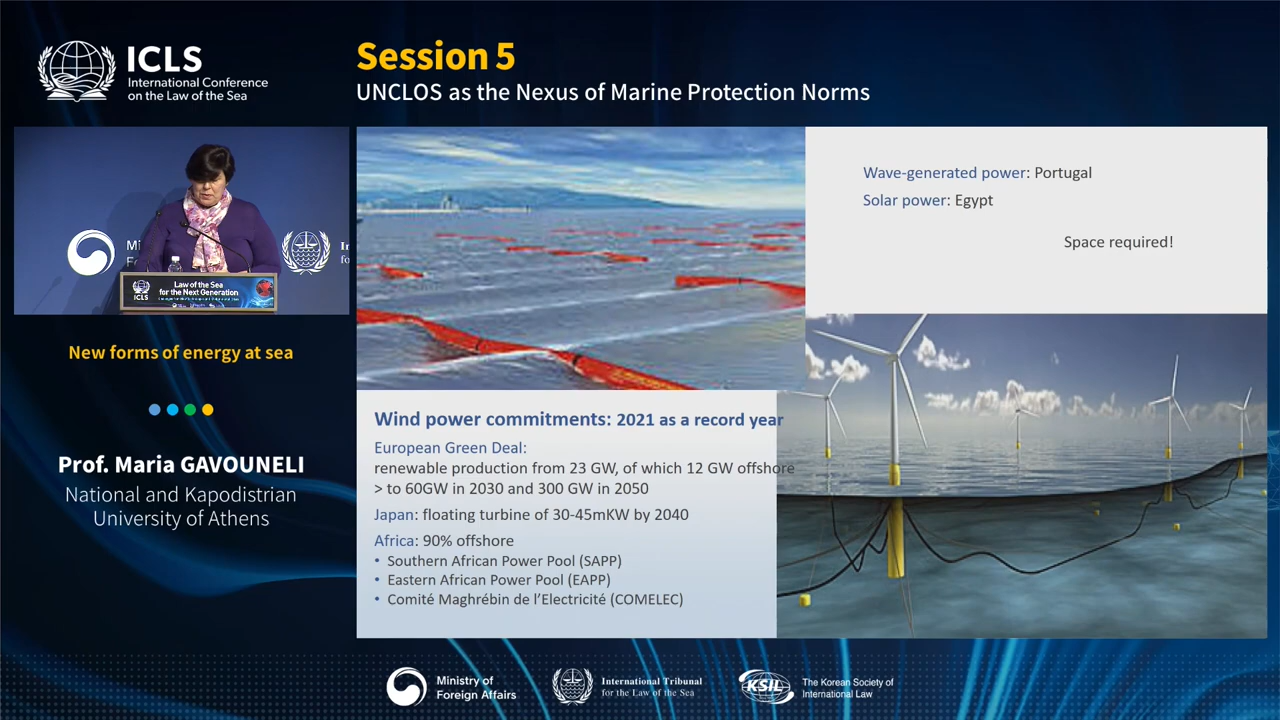 ICLS
International Conference
on the Law of the Sea
Session 5
UNCLOS as the Nexus of Marine Protection Norms
Law of the Sea
for the Next Generation
ICLS
New forms of energy at sea
Prof. Maria GAVOUNELI
National and Kapodistrian
University of Athens
Wave-generated power: Portugal
Solar power: Egypt
Space required!
Wind power commitments: 2021 as a record year
European Green Deal:
renewable production from 23 GW, of which 12 GW offshore
> to 60GW in 2030 and 300 GW in 2050
Japan: floating turbine of 30-45mKW by 2040
Africa: 90% offshore
• Southern African Power Pool (SAPP)
• Eastern African Power Pool (EAPP)
• Comité Maghrébin de l’Electricité (COMELEC)
Ministry of
Foreign Affairs
International Tribunal
for the Law of the Sea
KSIL
The Korean Society of
International Law